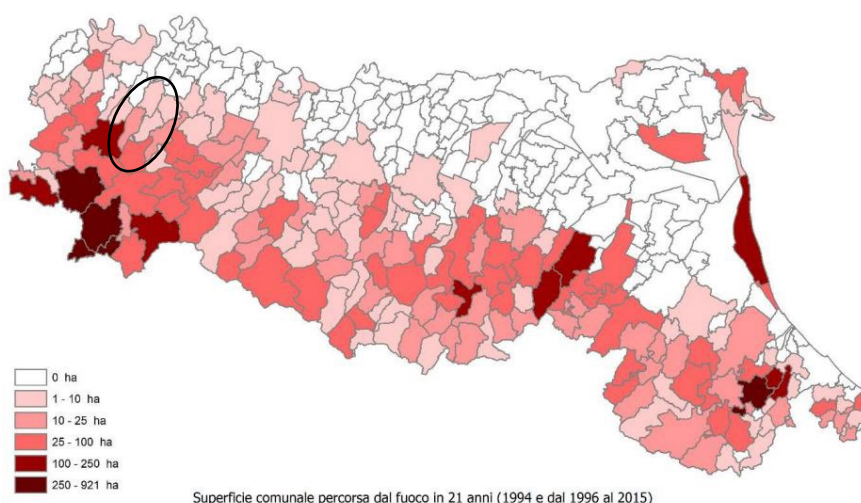 0 ha
1 - 10 ha
10 - 25 ha
25 - 100 ha
100 - 250 ha
250 - 921 ha
Superficie comunale percorsa dal fuoco in 21 anni (1994 e dal 1996 al 2015)